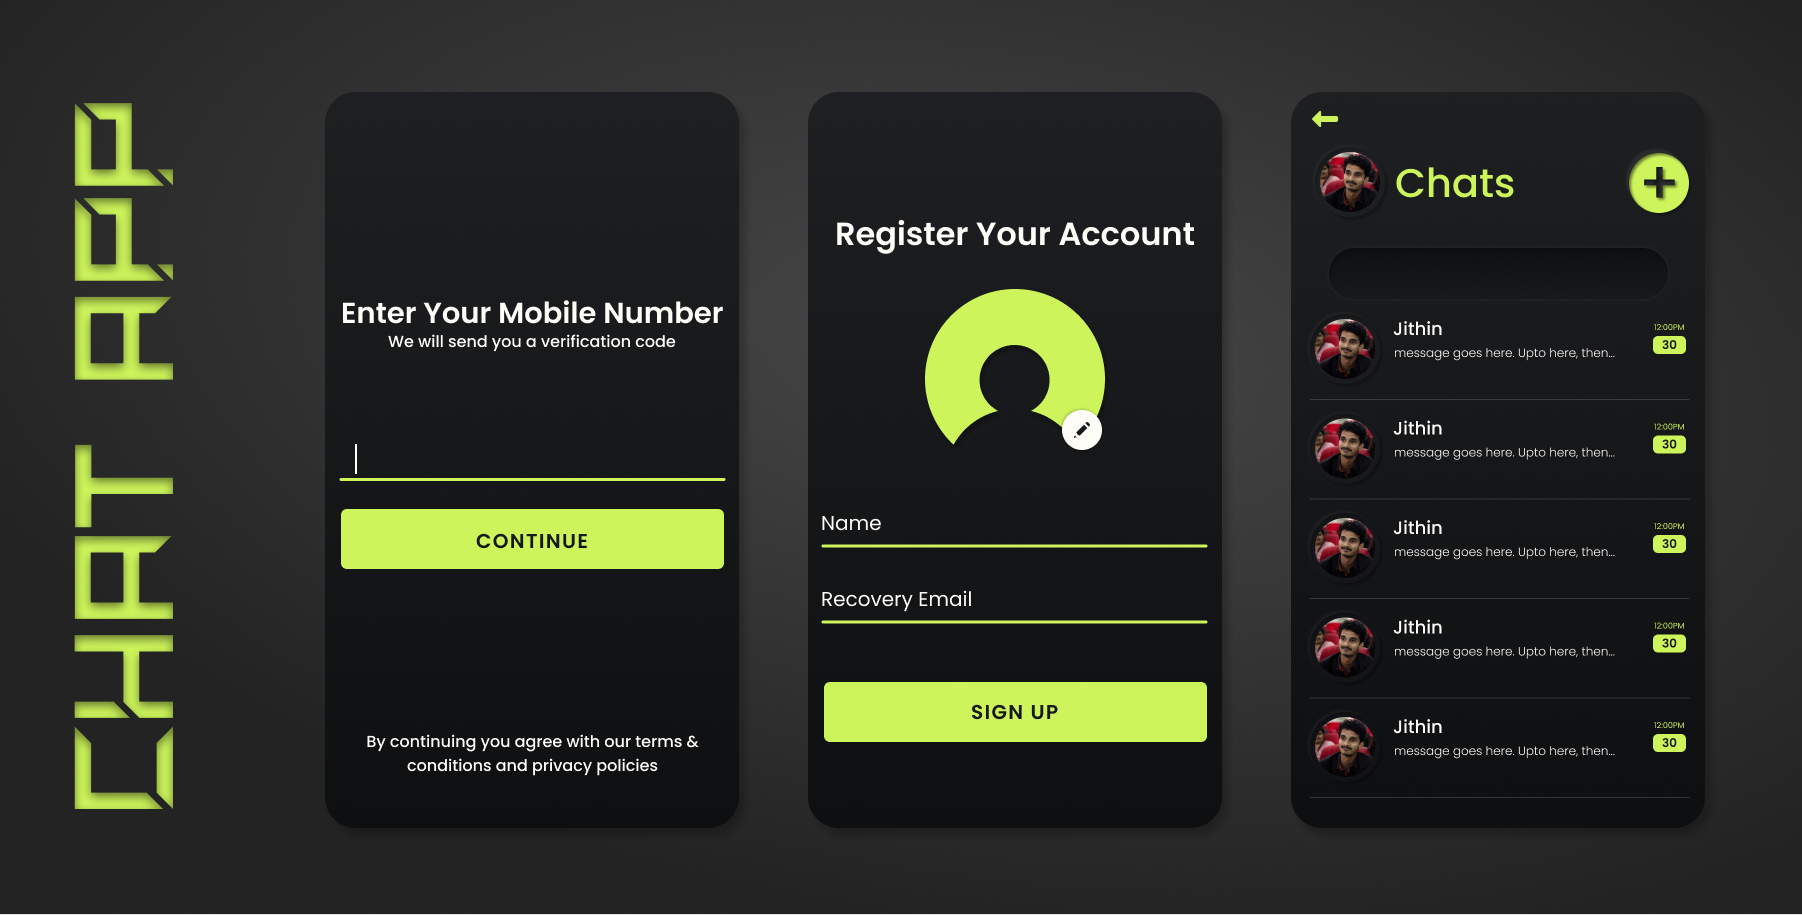 CHAT APP
Enter Your Mobile Number
We will send you a verification code
CONTINUE
By continuing you agree with our terms &
conditions and privacy policies
Register Your Account
Name
Recovery Email
SIGN UP
Chats
Jithin
12:00PM
message goes here. Upto here, then...
30
Jithin
12:00PM
message goes here. Upto here, then...
30
Jithin
12:00PM
message goes here. Upto here, then...
30
Jithin
12:00PM
message goes here. Upto here, then...
30
Jithin
12:00PM
message goes here. Upto here, then...
30